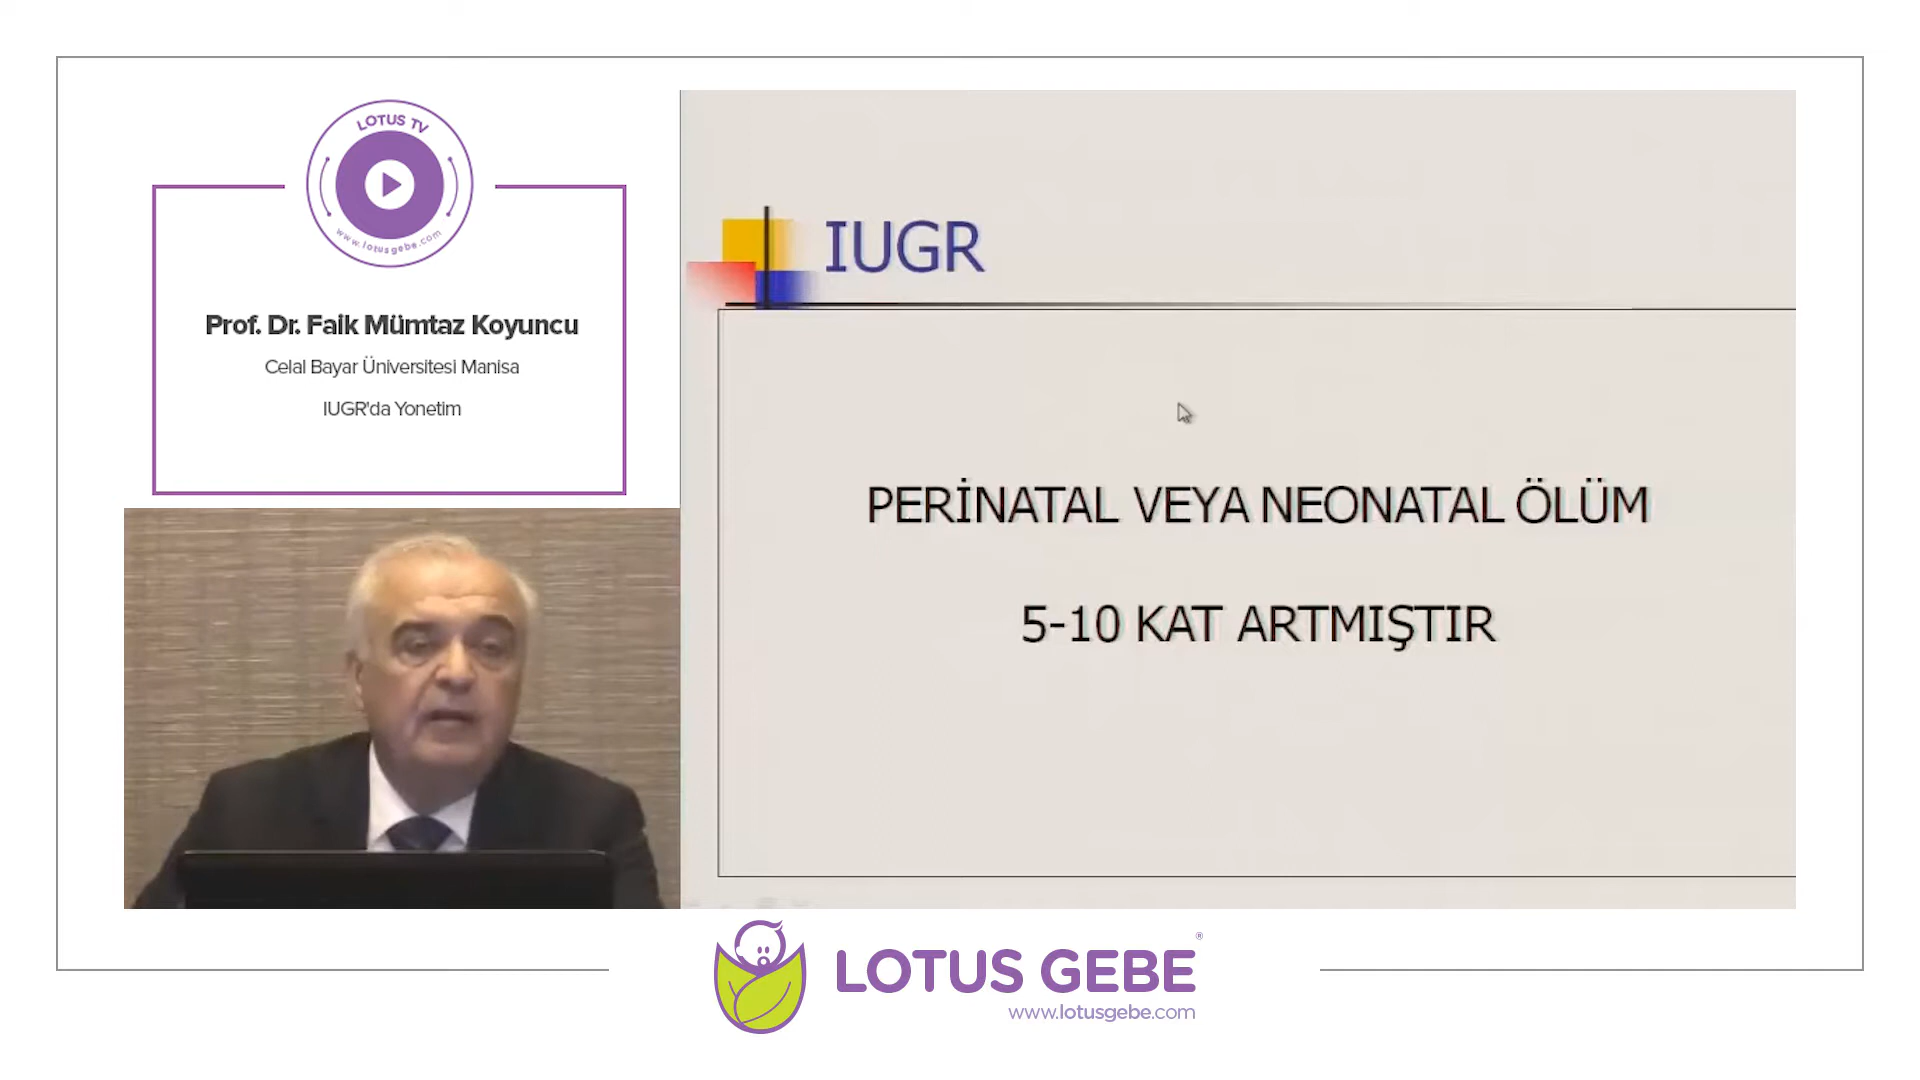 LOTUS TV
www.lotusgebe.com
Prof. Dr. Faik Mümtaz Koyuncu
Celal Bayar Üniversitesi Manisa
IUGR'da Yonetim
IUGR
PERİNATAL VEYA NEONATAL ÖLÜM
5-10 KAT ARTMIŞTIR
LOTUS GEBE®
www.lotusgebe.com